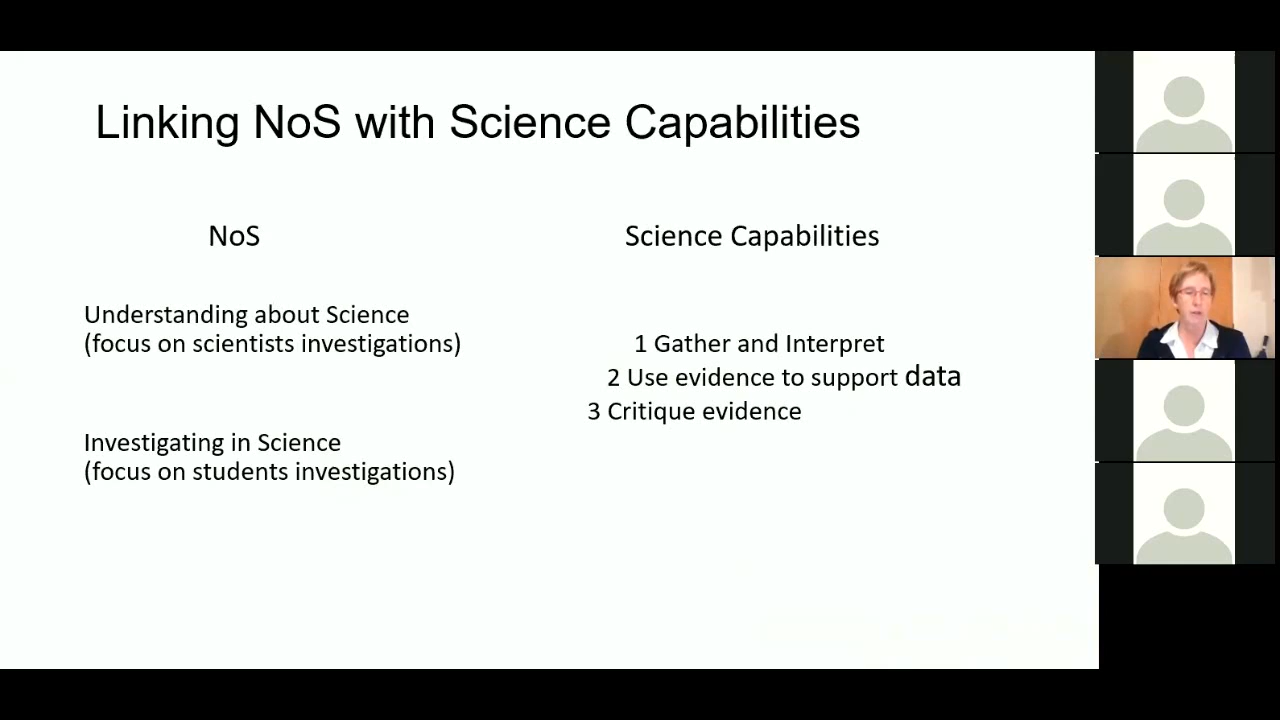 Linking NoS with Science Capabilities
NoS
Understanding about Science
(focus on scientists investigations)
Investigating in Science
(focus on students investigations)
Science Capabilities
1 Gather and Interpret
2 Use evidence to support data
3 Critique evidence